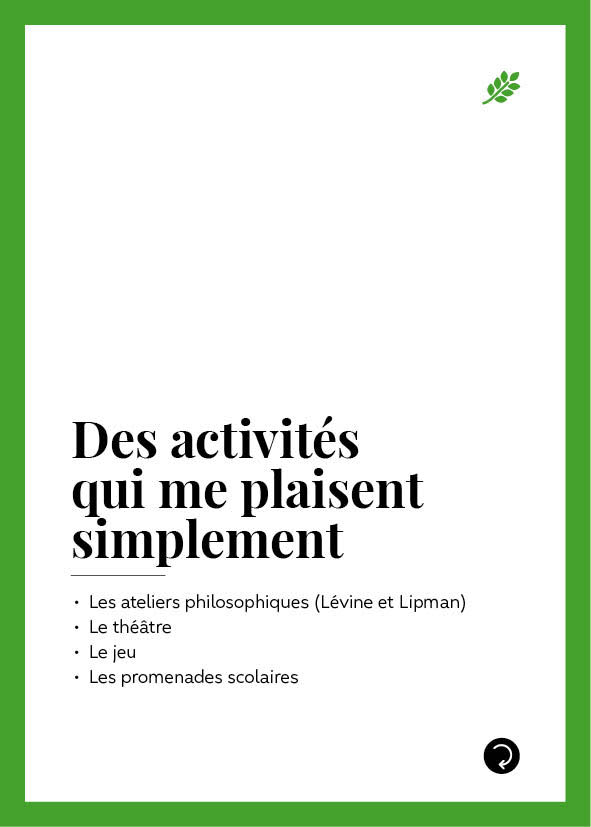 Des activités
qui me plaisent
simplement
• Les ateliers philosophiques (Lévine et Lipman)
• Le théâtre
• Le jeu
• Les promenades scolaires